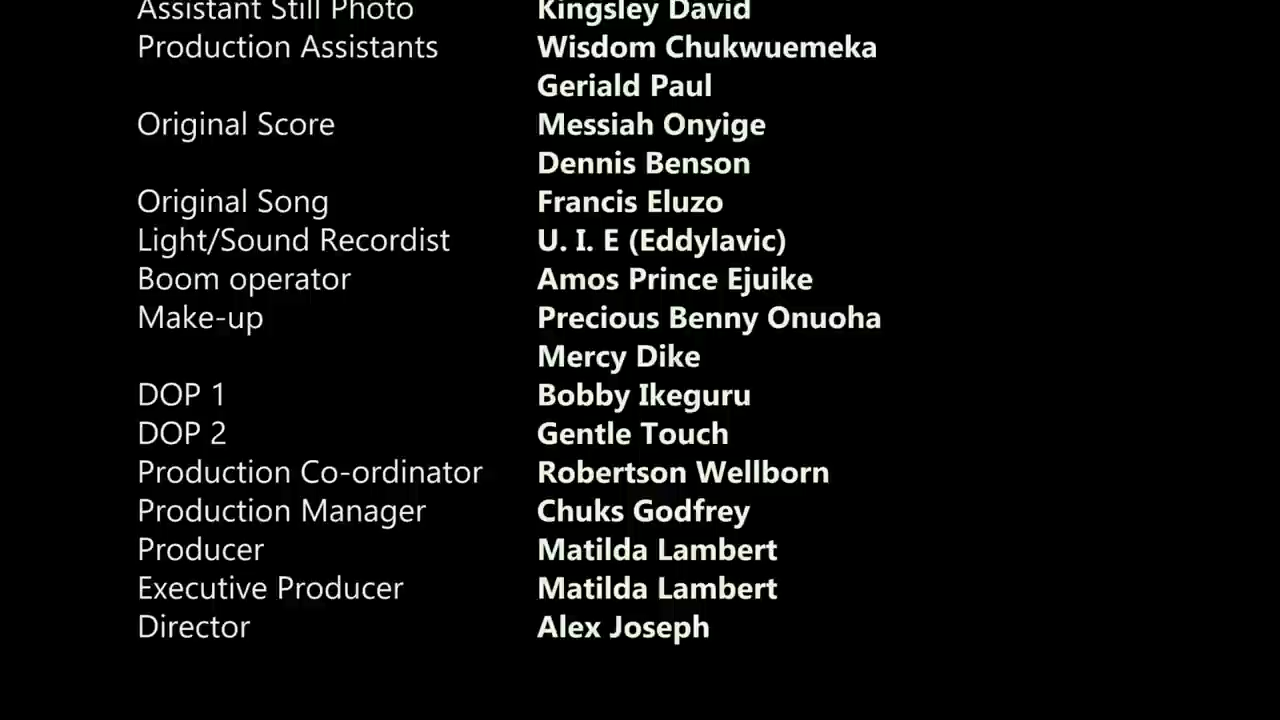 Assistant Still Photo Kingsley David
Production Assistants Wisdom Chukwuemeka
Geriald Paul
Original Score Messiah Onyige
Dennis Benson
Original Song Francis Eluzo
Light/Sound Recordist U. I. E (Eddylavic)
Boom operator Amos Prince Ejuike
Make-up Precious Benny Onuoha
Mercy Dike
DOP 1 Bobby Ikeguru
DOP 2 Gentle Touch
Production Co-ordinator Robertson Wellborn
Production Manager Chuks Godfrey
Producer Matilda Lambert
Executive Producer Matilda Lambert
Director Alex Joseph